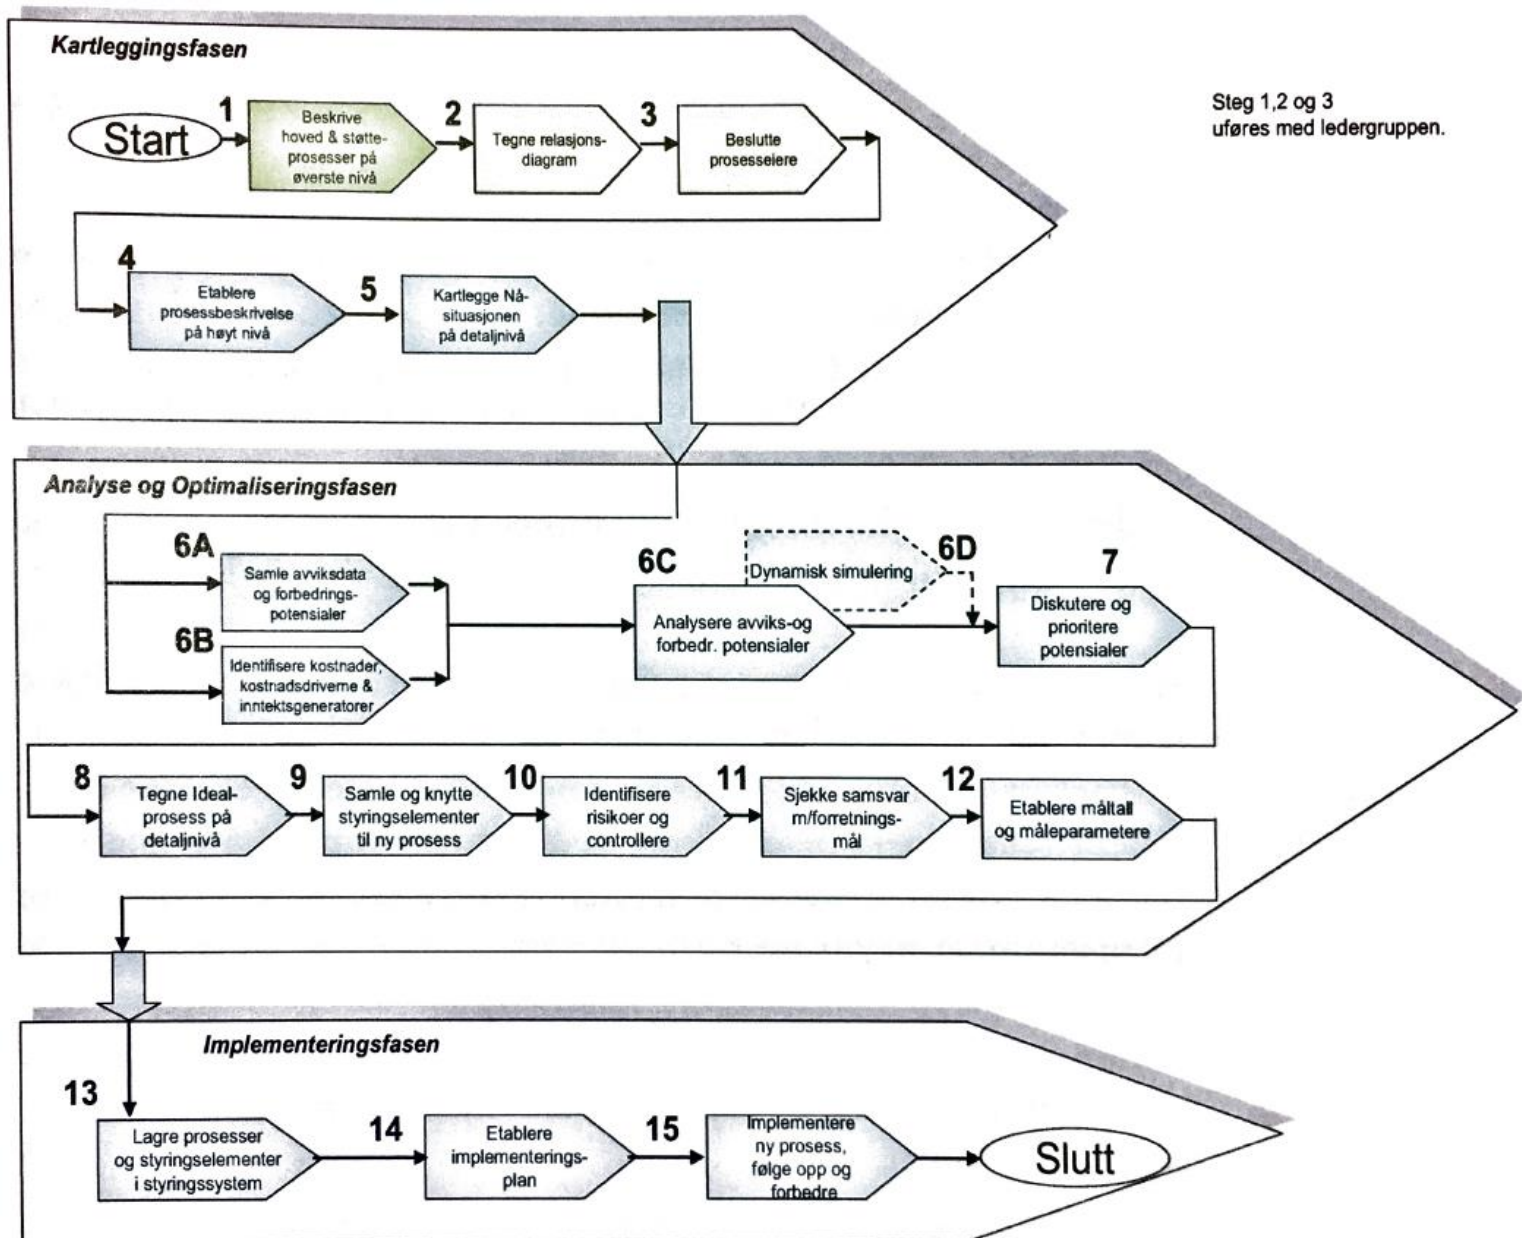 Kartleggingsfasen
Steg 1,2 og 3
uføres med ledergruppen.
Start
1
Beskrive
hoved & støtte-
prosesser på
øverste nivå
2
Tegne relasjons-
diagram
3
Beslutte
prosesseiere
4
Etablere
prosessbeskrivelse
på høyt nivå
5
Kartlegge Nå-
situasjonen
på detaljnivå
Analyse og Optimaliseringsfasen
6A
Samle avviksdata
og forbedrings-
potensialer
6B
Identifisere kostnader,
kostnadsdriverne &
inntektsgeneratorer
6C
Analysere avviks-og
forbedr. potensialer
6D
Dynamisk simulering
7
Diskutere og
prioritere
potensialer
8
Tegne Ideal-
prosess på
detaljnivå
9
Samle og knytte
styringselementer
til ny prosess
10
Identifisere
risikoer og
controllere
11
Sjekke samsvar
m/forretnings-
mål
12
Etablere måltall
og måleparametere
Implementeringsfasen
13
Lagre prosesser
og styringselementer
i styringssystem
14
Etablere
implementerings-
plan
15
Implementere
ny prosess,
følge opp og
forbedre
Slutt